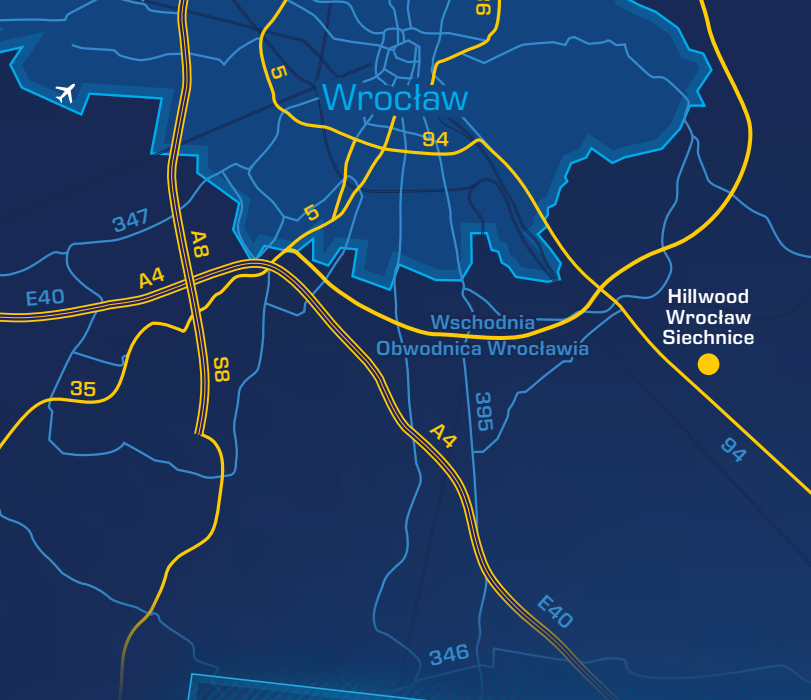 5
Wrocław
94
5
347
A8
A4
E40
Hillwood
Wrocław
Siechnice
Wschodnia
Obwodnica Wrocławia
S8
35
395
A4
94
E40
346